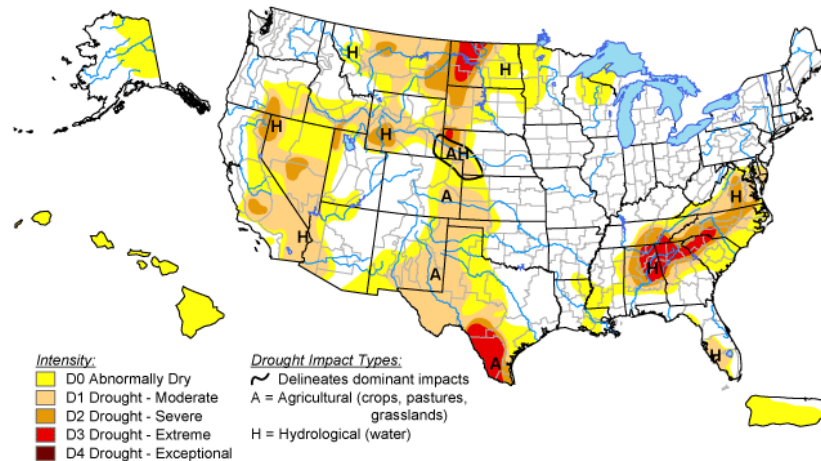 H
H
H
H
AH
A
H
A
A
H
H
H
Intensity:
D0 Abnormally Dry
D1 Drought - Moderate
D2 Drought - Severe
D3 Drought - Extreme
D4 Drought - Exceptional
Drought Impact Types:
Delineates dominant impacts
A = Agricultural (crops, pastures,
grasslands)
H = Hydrological (water)